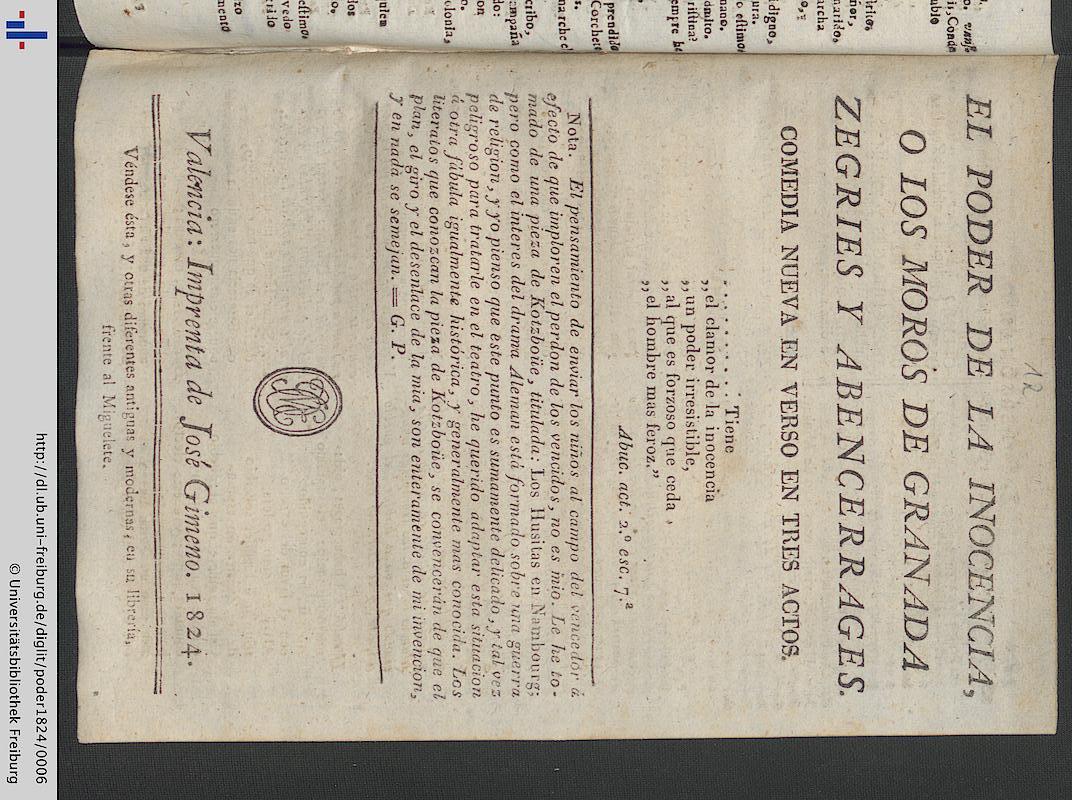 12
EL PODER DE LA INOCENCIA,
O LOS MOROS DE GRANADA
ZEGRIES Y ABENCERRAGES.
COMEDIA NUEVA EN VERSO EN TRES ACTOS.
. . . . . . . . . . Tiene
„el clamor de la inocencia
„un poder irresistible,
„al que es forzoso que ceda,
„el hombre mas feroz.”
Abuc. act. 2.º esc. 7.ª
Nota. El pensamiento de enviar los niños al campo del vencedor á
efecto de que imploren el perdon de los vencidos, no es mio. Le he to-
mado de una pieza de Kotzboüe, titulada: Los Husitas en Nambourg;
pero como el interes del drama Aleman está formado sobre una guerra
de religion, y yo pienso que este punto es sumamente delicado, y tal vez
peligroso para tratarle en el teatro, he querido adaptar esta situacion
á otra fábula igualmente histórica, y generalmente mas conocida. Los
literatos que conozcan la pieza de Kotzboüe, se convencerán de que el
plan, el giro y el desenlace de la mia, son enteramente de mi invencion,
y en nada se semejan. = G. P.
Valencia: Imprenta de José Gimeno. 1824.
Véndese ésta, y otras diferentes antiguas y modernas, en su librería,
frente al Miguelete.
http://dl.ub.uni-freiburg.de/diglit/poder1824/0006
© Universitätsbibliothek Freiburg